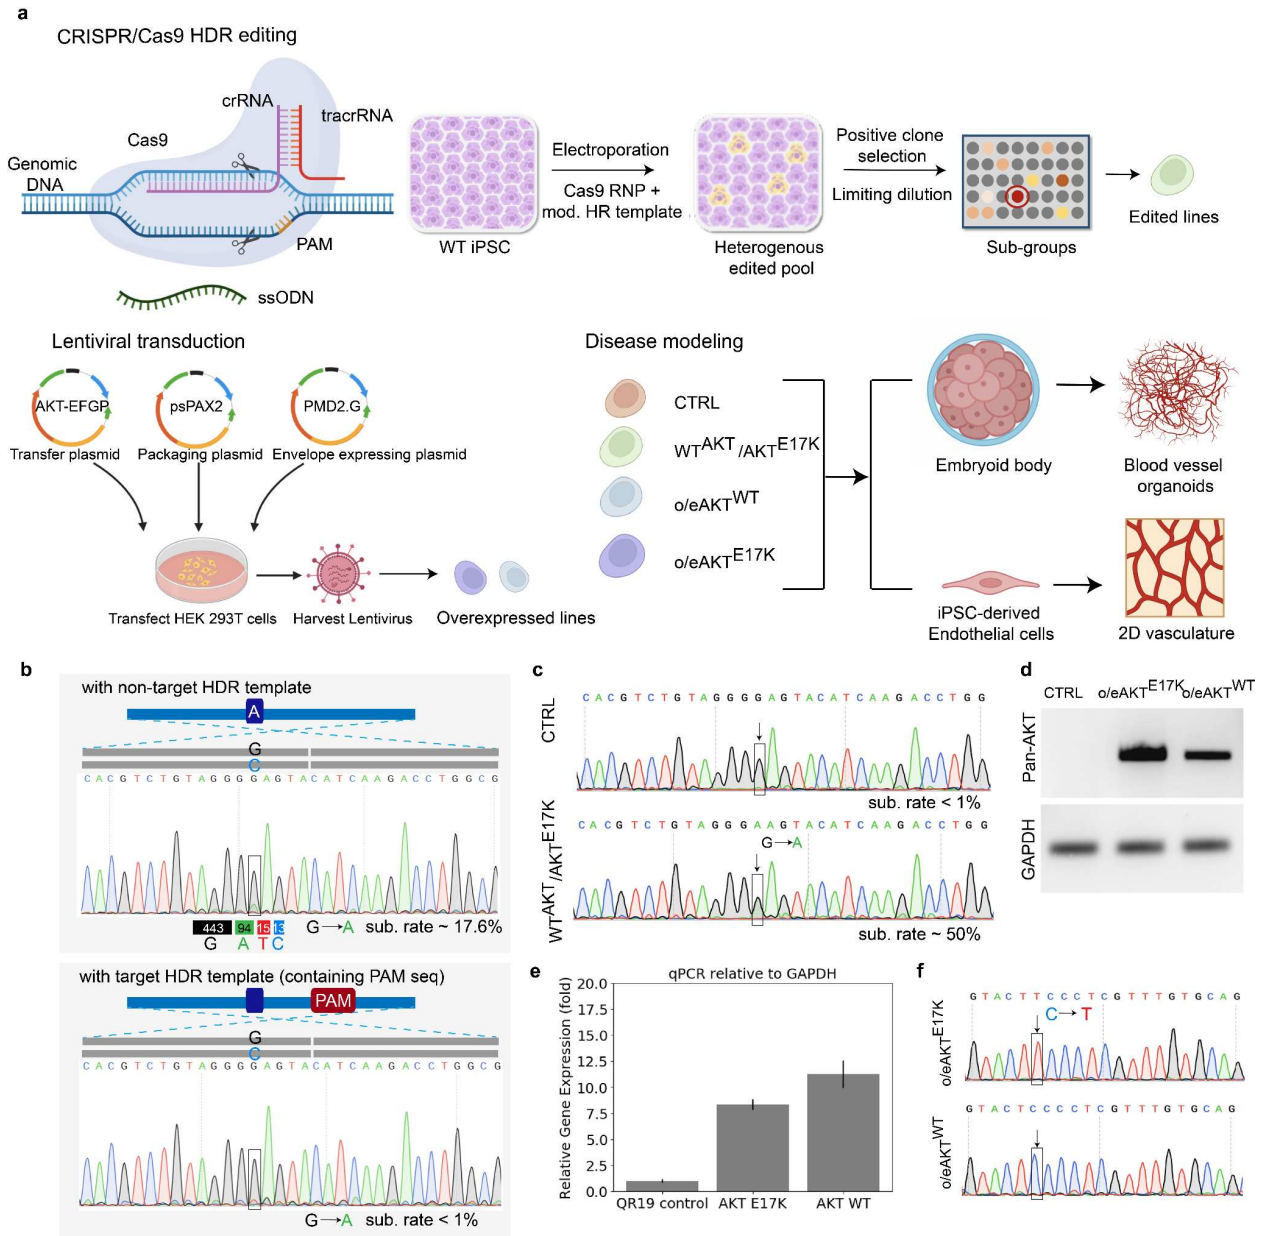 a
CRISPR/Cas9 HDR editing
crRNA
tracrRNA
Cas9
Genomic
DNA
PAM
ssODN
WT iPSC
Electroporation
Cas9 RNP +
mod. HR template
Heterogenous
edited pool
Positive clone
selection
Limiting dilution
Sub-groups
Edited lines
Lentiviral transduction
AKT-EFGP
psPAX2
PMD2.G
Transfer plasmid
Packaging plasmid
Envelope expressing plasmid
Transfect HEK 293T cells
Harvest Lentivirus
Overexpressed lines
Disease modeling
CTRL
WTAKT/AKTE17K
o/eAKTWT
o/eAKTE17K
Embryoid body
Blood vessel
organoids
iPSC-derived
Endothelial cells
2D vasculature
b
with non-target HDR template
A
G
C
C A C G T C T G T A G G G G A G T A C A T C A A G A C C T G G C G
443 94 15 13
G A T C
G→A sub. rate ~ 17.6%
with target HDR template (containing PAM seq)
PAM
G
C
C A C G T C T G T A G G G G A G T A C A T C A A G A C C T G G C G
G→A sub. rate < 1%
c
CTRL
C A C G T C T G T A G G G G A G T A C A T C A A G A C C T G G
sub. rate < 1%
WTAKT/AKTE17K
C A C G T C T G T A G G G A A G T A C A T C A A G A C C T G G
G→A
sub. rate ~ 50%
d
CTRL o/eAKTE17K o/eAKTWT
Pan-AKT
GAPDH
e
qPCR relative to GAPDH
Relative Gene Expression (fold)
20.0
17.5
15.0
12.5
10.0
7.5
5.0
2.5
0.0
QR19 control AKT E17K AKT WT
f
o/eAKTE17K
G T A C T T C C C T C G T T T G T G C A G
C→T
o/eAKTWT
G T A C T C C C C T C G T T T G T G C A G